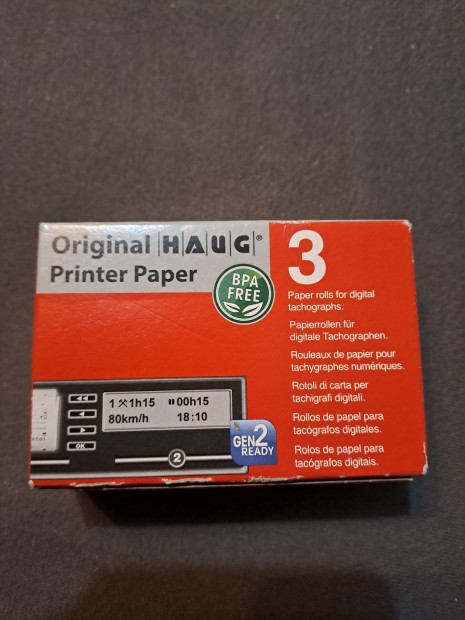 Original HAUG®
Printer Paper
BPA
FREE
3
Paper rolls for digital
tachographs.
Papierrollen für
digitale Tachographen.
Rouleaux de papier pour
tachygraphes numériques.
Rotoli di carta per
tachigrafi digitali.
Rollos de papel para
tacógrafos digitales.
Rolos de papel para
tacógrafos digitais.
1 1h15 00h15
80km/h 18:10
OK
2
GEN2
READY